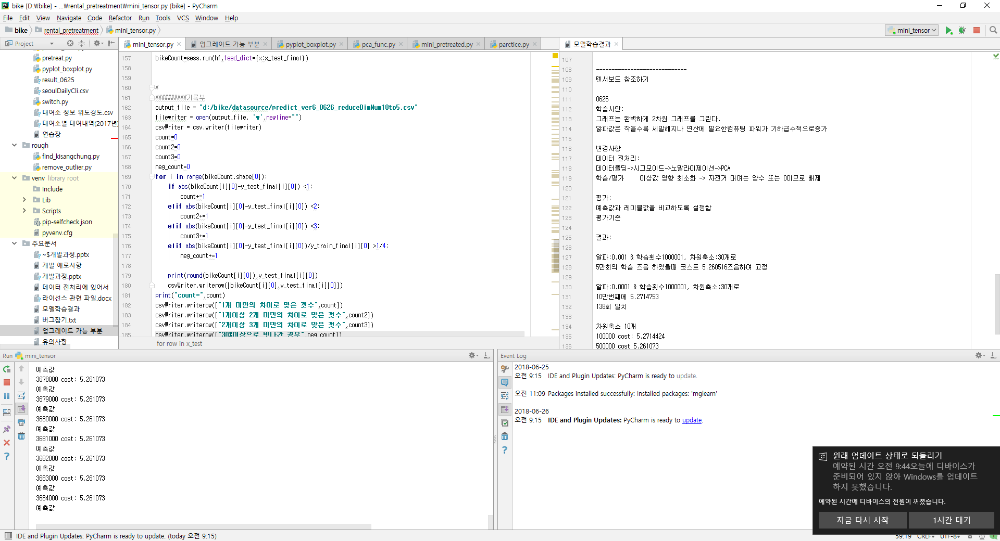 bike [D:₩bike] - ...₩rental_pretreatment₩mini_tensor.py [bike] - PyCharm
File Edit View Navigate Code Refactor Run Tools VCS Window Help
bike rental_pretreatment mini_tensor.py
mini_tensor
Project
pretreat.py
pyplot_boxplot.py
result_0625
seoulDailyCli.csv
switch.py
대여소 정보 위도경도.csv
대여소별 대여내역(2017년)
연습장
rough
find_kisangchung.py
remove_outlier.py
venv library root
Include
Lib
Scripts
pip-selfcheck.json
pyvenv.cfg
주요문서
~$개발과정.pptx
개발 애로사항
개발과정.pptx
데이터 전처리에 있어서
라이선스 관련 파일.docx
모델학습결과
버그잡기.txt
업그레이드 가능 부분
유의사항
mini_tensor.py 업그레이드 가능 부분 pyplot_boxplot.py pca_func.py mini_pretreated.py parctice.py
157 bikeCount=sess.run(hf,feed_dict={x:x_test_final})
158
159
160 #
161 ##########기록부
162 output_file = "d:/bike/datasource/predict_ver6_0626_reduceDimNum10to5.csv"
163 filewriter = open(output_file, 'w',newline="")
164 csvWriter = csv.writer(filewriter)
165 count=0
166 count2=0
167 count3=0
168 neg_count=0
169 for i in range(bikeCount.shape[0]):
170 if abs(bikeCount[i][0]-y_test_final[i][0]) <1:
171 count+=1
172 elif abs(bikeCount[i][0]-y_test_final[i][0]) <2:
173 count2+=1
174 elif abs(bikeCount[i][0]-y_test_final[i][0]) <3:
175 count3+=1
176 elif abs(bikeCount[i][0]-y_test_final[i][0])/y_train_final[i][0] >1/4:
177 neg_count+=1
178
179 print(round(bikeCount[i][0]),y_test_final[i][0])
180 csvWriter.writerow([bikeCount[i][0],y_test_final[i][0]])
181 print("count=",count)
182 csvWriter.writerow(["1개 미만의 차이로 맞은 갯수",count])
183 csvWriter.writerow(["1개이상 2개 미만의 차이로 맞은 갯수",count2])
184 csvWriter.writerow(["2개이상 3개 미만의 차이로 맞은 갯수",count3])
185 csvWriter.writerow(["30%이상으로 빗나간 경우",neg_count])
for row in x_test
모델학습결과
107
108 -----------------------------
109 텐서보드 참조하기
110
111 0626
112 학습사안:
113 그래프는 완벽하게 2차원 그래프를 그린다.
114 앞파값은 작을수록 세밀해지나 연산에 필요한컴퓨팅 파워가 기하급수적으로증가
115
116 변경사항
117 데이터 전처리:
118 데이터폴딩->시그모이드->노말라이제이션->PCA
119 학습/평가 이상값 영향 최소화 -> 자전거 대여는 양수 또는 0이므로 배제
120
121 평가:
122 예측값과 레이블값을 비교하도록 설정함
123 평가기준
124
125 결과:
126
127 알파:0.001 & 학습횟수1000001, 차원축소:30개로
128 5만회의 학습 즈음 하였을때 코스트 5.260516즈음하여 고정
129
130 알파:0.0001 & 학습횟수1000001, 차원축소:30개로
131 10만번째에 5.2714753
132 138회 일치
133
134 차원축소 10개
135 100000 cost: 5.2714424
136 500000 cost 5.261073
Run mini_tensor
예측값
3678000 cost: 5.261073
예측값
3679000 cost: 5.261073
예측값
3680000 cost: 5.261073
예측값
3681000 cost: 5.261073
예측값
3682000 cost: 5.261073
예측값
3683000 cost: 5.261073
예측값
3684000 cost: 5.261073
예측값
Event Log
2018-06-25
오전 9:15 IDE and Plugin Updates: PyCharm is ready to update.
오전 11:09 Packages installed successfully: Installed packages: 'mglearn'
2018-06-26
오전 9:15 IDE and Plugin Updates: PyCharm is ready to update.
원래 업데이트 상태로 되돌리기
예약된 시간 오전 9:44오늘에 디바이스가
준비되어 있지 않아 Windows를 업데이트
하지 못했습니다.
예약된 시간에 디바이스의 전원이 꺼졌습니다.
지금 다시 시작 1시간 대기
IDE and Plugin Updates: PyCharm is ready to update. (today 오전 9:15)
59:19 CRLF UTF-8